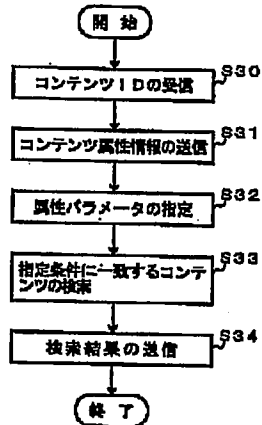 開始
コンテンツIDの受信
S30
コンテンツ属性情報の送信
S31
属性パラメータの指定
S32
指定条件に一致するコンテ
ンツの検索
S33
検索結果の送信
S34
終了